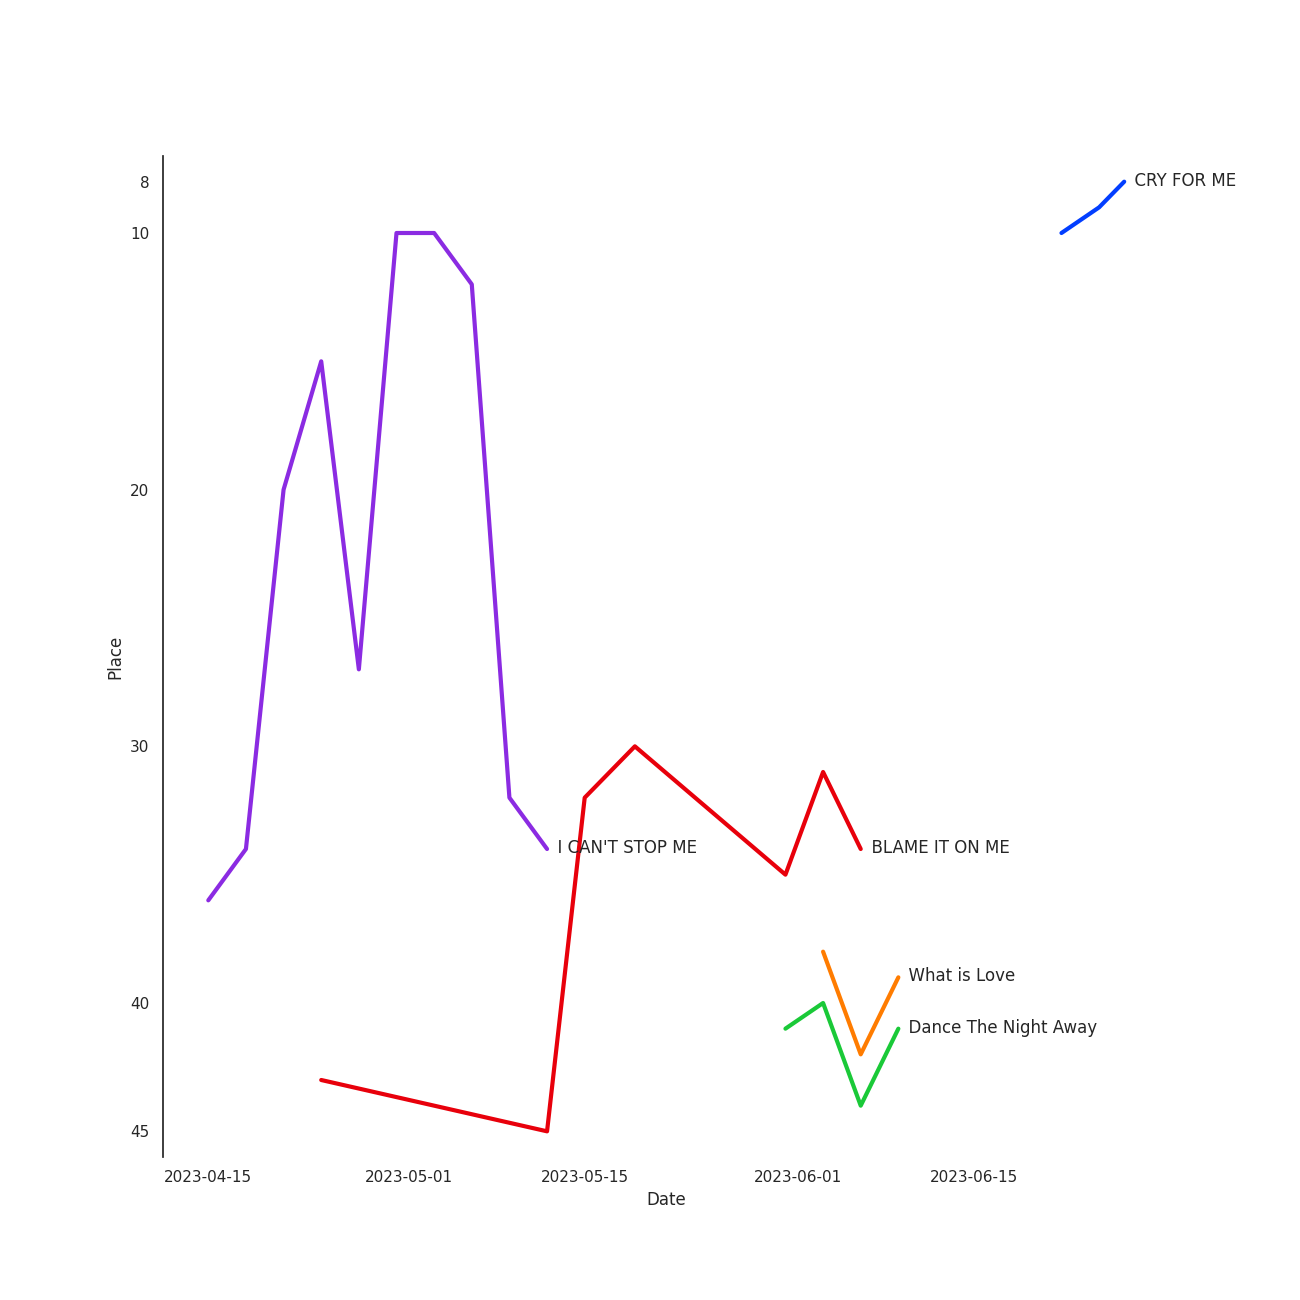 8
CRY FOR ME
10
20
Place
30
I CAN'T STOP ME
BLAME IT ON ME
What is Love
40
Dance The Night Away
45
2023-04-15
2023-05-01
2023-05-15
2023-06-01
2023-06-15
Date